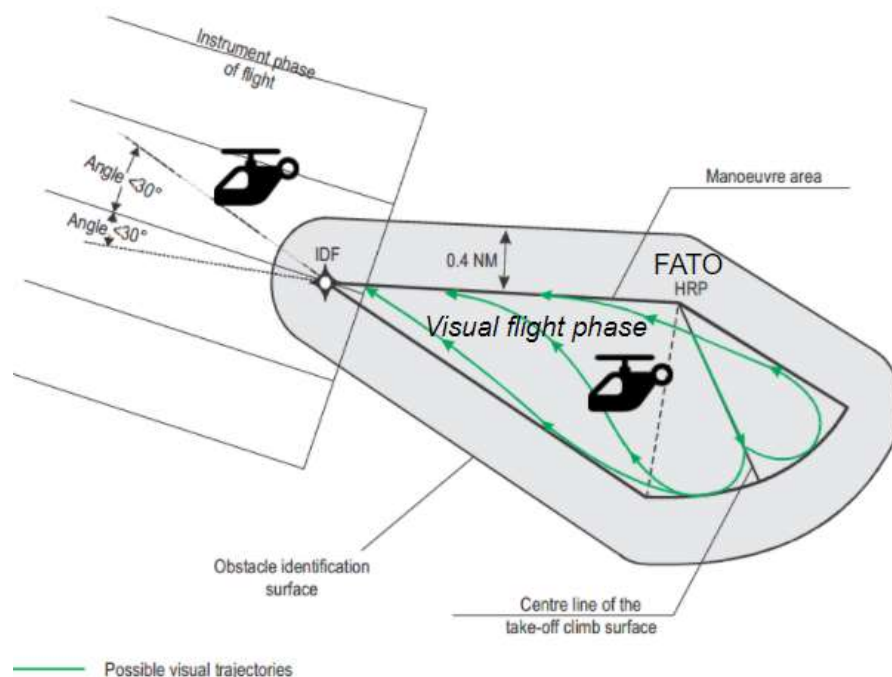 Instrument phase
of flight
Angle <30°
Angle <30°
IDF
0.4 NM
Manoeuvre area
FATO
HRP
Visual flight phase
Obstacle identification
surface
Centre line of the
take-off climb surface
Possible visual trajectories